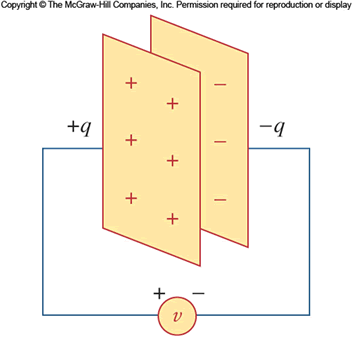 Copyright © The McGraw-Hill Companies, Inc. Permission required for reproduction or display
+ −
+
+q −q
+ −
+
+ −
+
+ −
v